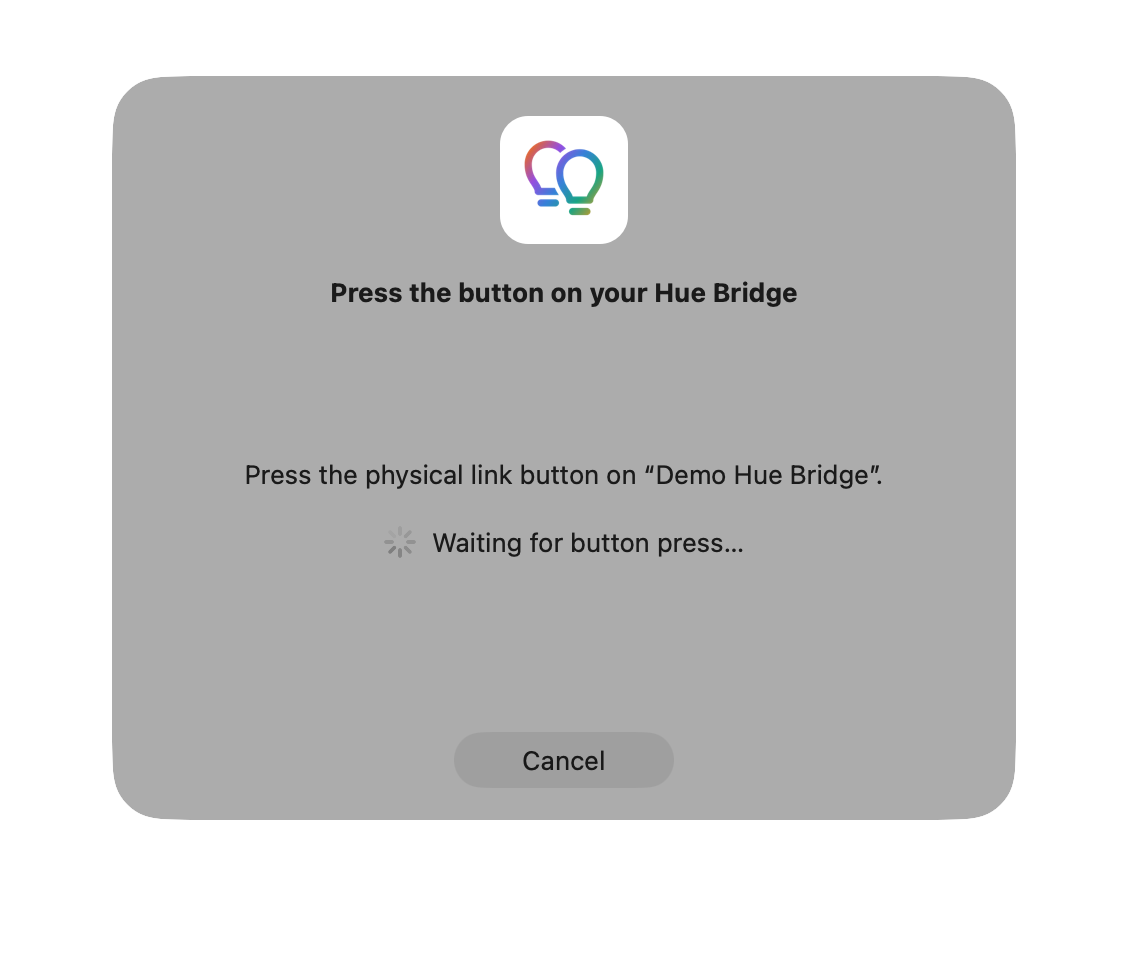 Press the button on your Hue Bridge
Press the physical link button on “Demo Hue Bridge”.
Waiting for button press...
Cancel